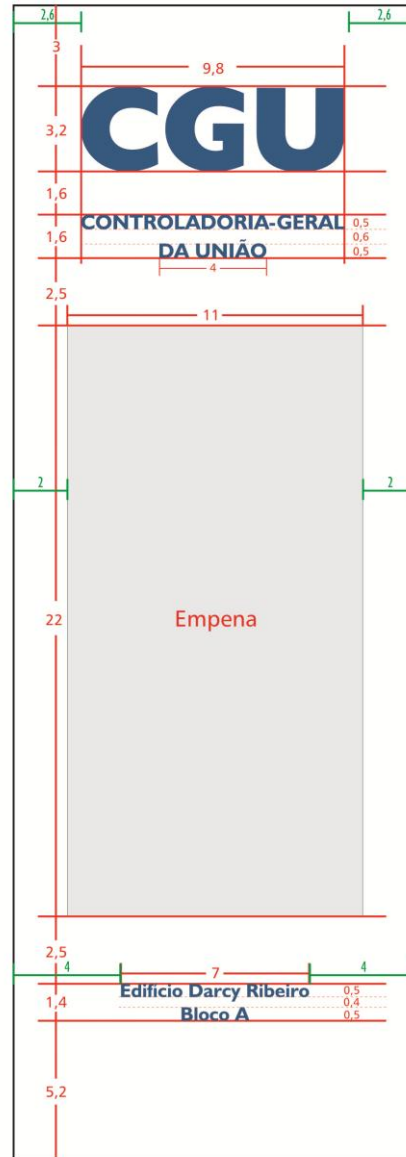 2,6 2,6
3
9,8
3,2 CGU
1,6
CONTROLADORIA-GERAL 0,5
1,6 0,6
DA UNIÃO 0,5
4
2,5
11
2 2
22 Empena
2,5
4 7 4
Edificio Darcy Ribeiro 0,5
1,4 0,4
Bloco A 0,5
5,2